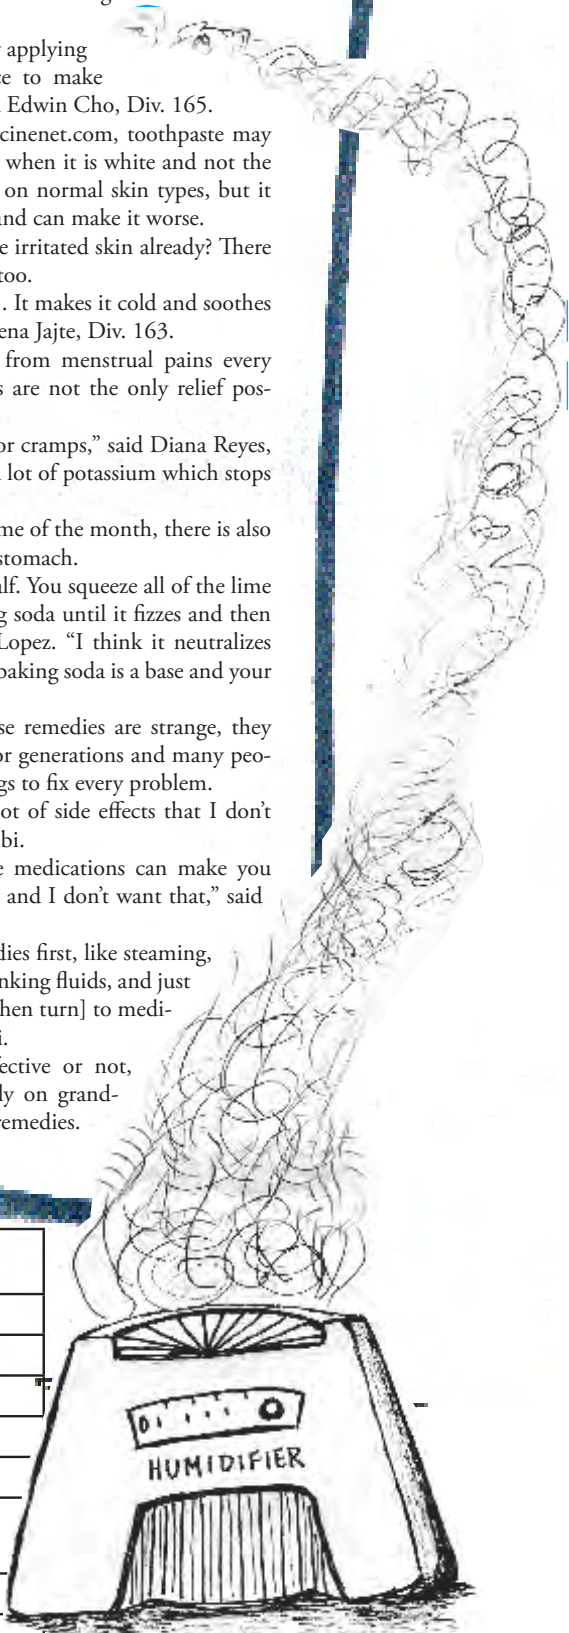 applying
to make
Edwin Cho, Div. 165.
cinenet.com, toothpaste may
when it is white and not the
on normal skin types, but it
and can make it worse.
e irritated skin already? There
too.
. It makes it cold and soothes
ena Jajte, Div. 163.
from menstrual pains every
s are not the only relief pos-
or cramps,” said Diana Reyes,
lot of potassium which stops
me of the month, there is also
stomach.
alf. You squeeze all of the lime
g soda until it fizzes and then
Lopez. “I think it neutralizes
baking soda is a base and your
se remedies are strange, they
or generations and many peo-
gs to fix every problem.
ot of side effects that I don’t
bi.
e medications can make you
and I don’t want that,” said
dies first, like steaming,
nking fluids, and just
hen turn] to medi-
i.
ective or not,
ly on grand-
remedies.
HUMIDIFIER